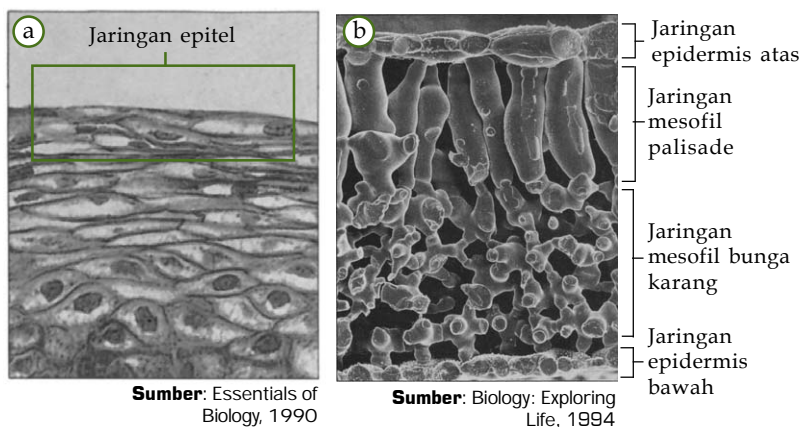 a
Jaringan epitel
Sumber: Essentials of
Biology, 1990
b
Jaringan
epidermis atas
Jaringan
mesofil
palisade
Jaringan
mesofil bunga
karang
Jaringan
epidermis
bawah
Sumber: Biology: Exploring
Life, 1994